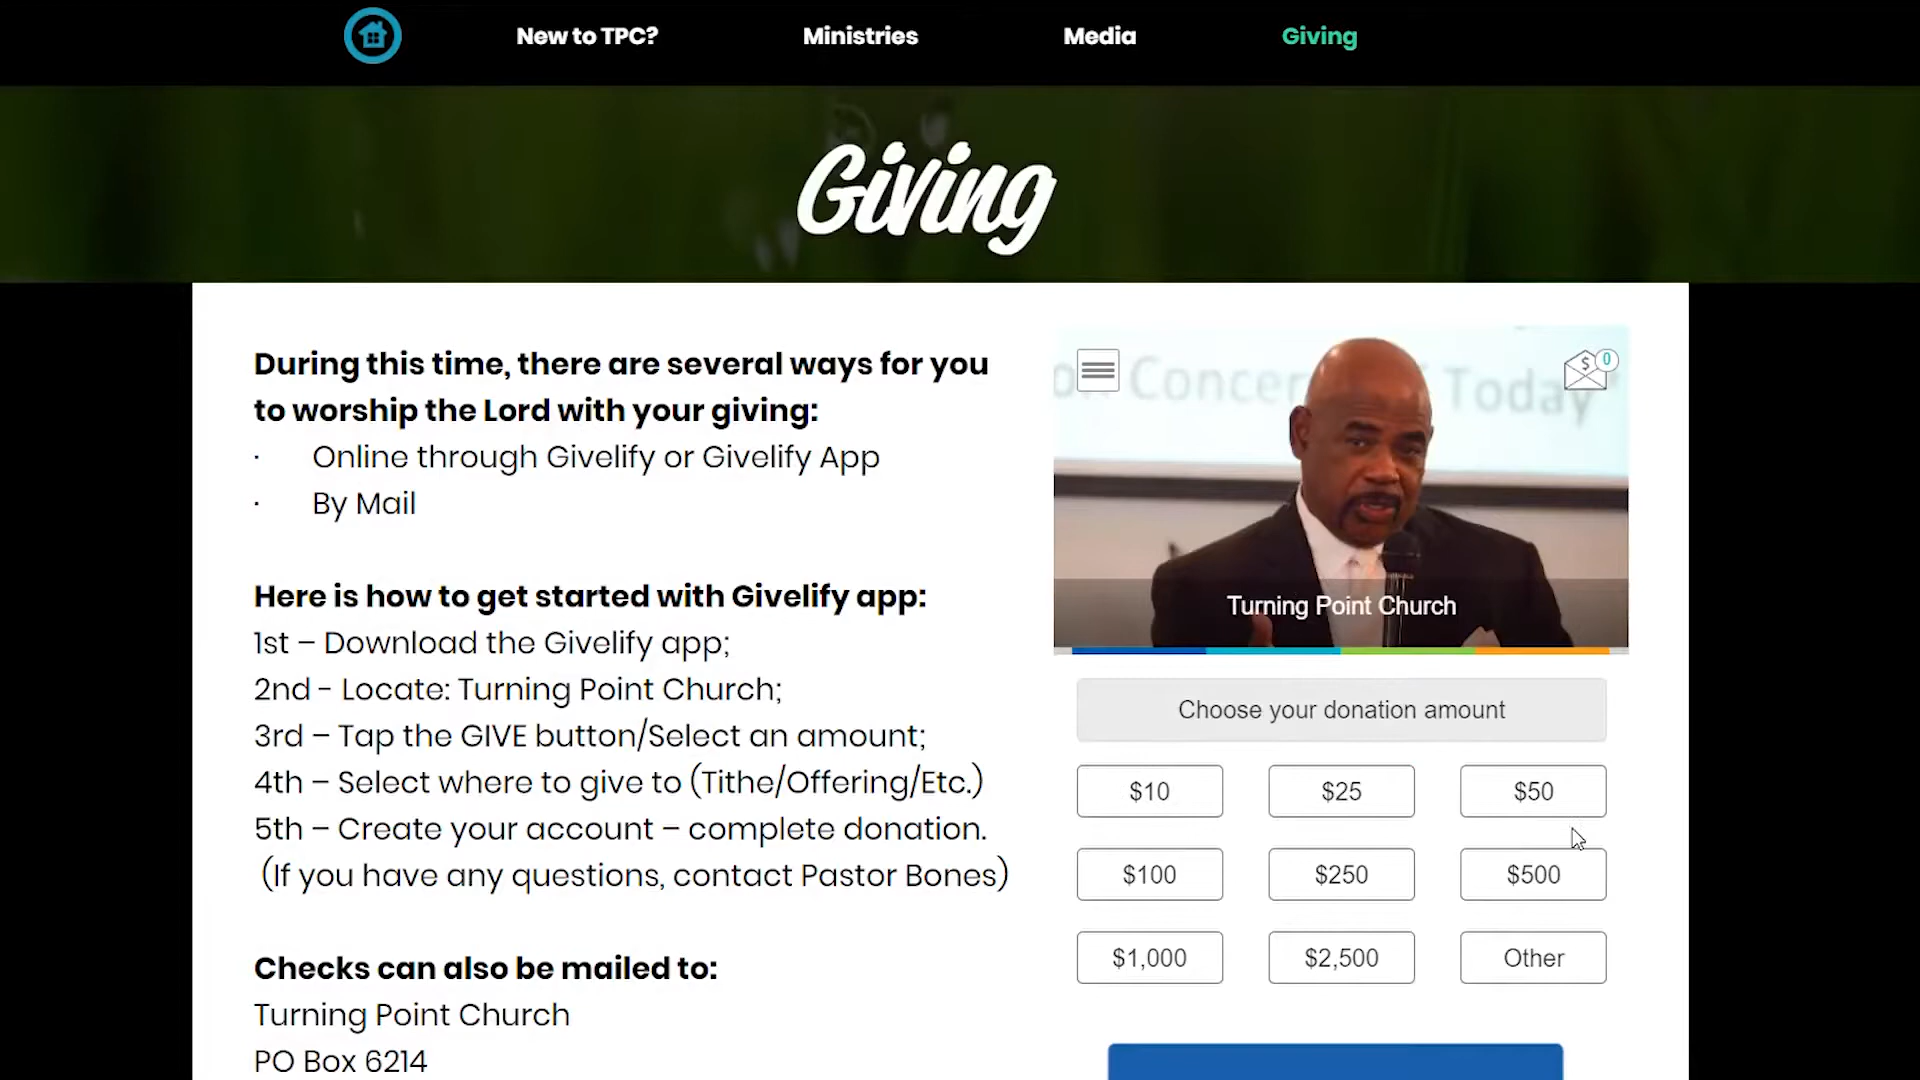 New to TPC?
Ministries
Media
Giving
Giving
During this time, there are several ways for you
to worship the Lord with your giving:
· Online through Givelify or Givelify App
· By Mail
Here is how to get started with Givelify app:
1st – Download the Givelify app;
2nd - Locate: Turning Point Church;
3rd – Tap the GIVE button/Select an amount;
4th – Select where to give to (Tithe/Offering/Etc.)
5th – Create your account – complete donation.
(If you have any questions, contact Pastor Bones)
Checks can also be mailed to:
Turning Point Church
PO Box 6214
Today
$ 0
Turning Point Church
Choose your donation amount
$10 $25 $50
$100 $250 $500
$1,000 $2,500 Other